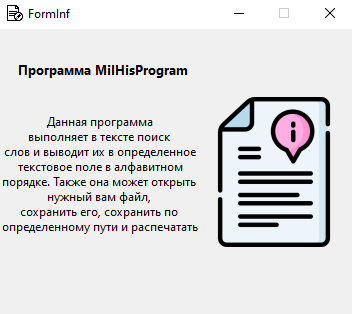 FormInf
Программа MilHisProgram
Данная программа
выполняет в тексте поиск
слов и выводит их в определенное
текстовое поле в алфавитном
порядке. Также она может открыть
нужный вам файл,
сохранить его, сохранить по
определенному пути и распечатать